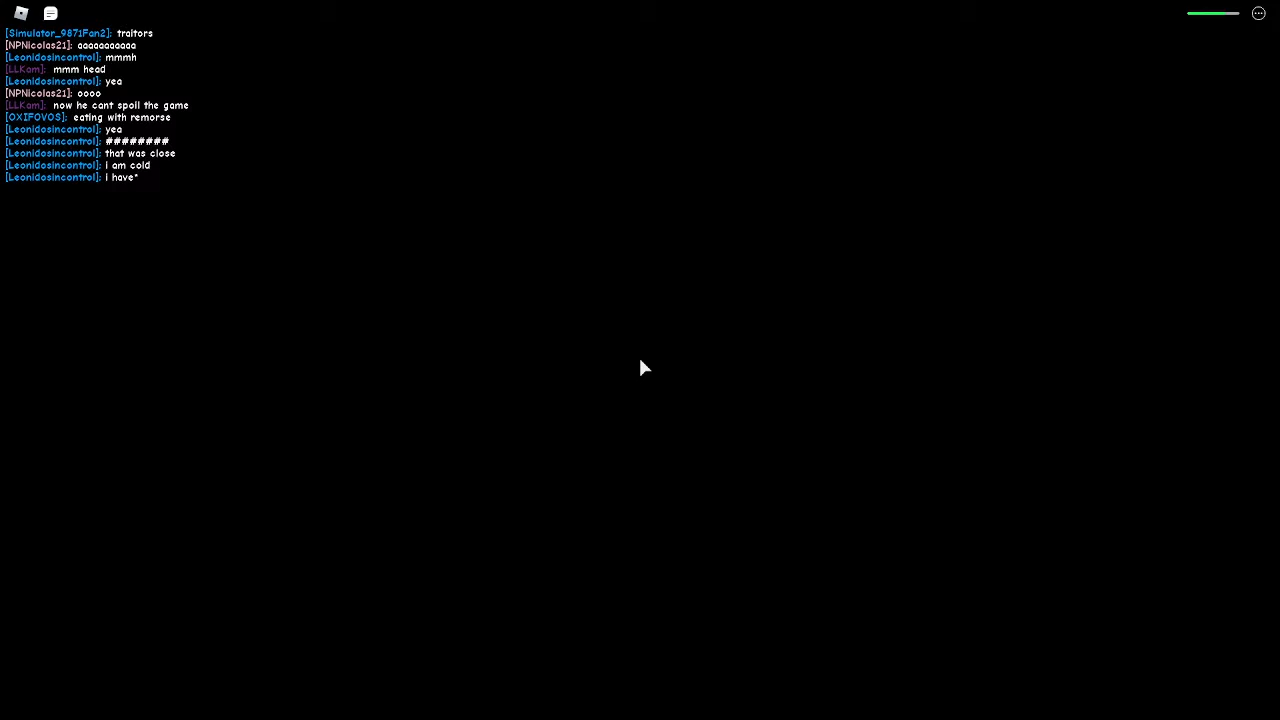 [Simulator_9871Fan2]: traitors
[NPNicolas21]: aaaaaaaaaaa
[Leonidosincontrol]: mmmh
[LLKam]: mmm head
[Leonidosincontrol]: yea
[NPNicolas21]: oooo
[LLKam]: now he cant spoil the game
[OXIFOVOS]: eating with remorse
[Leonidosincontrol]: yea
[Leonidosincontrol]: ########
[Leonidosincontrol]: that was close
[Leonidosincontrol]: i am cold
[Leonidosincontrol]: i have*